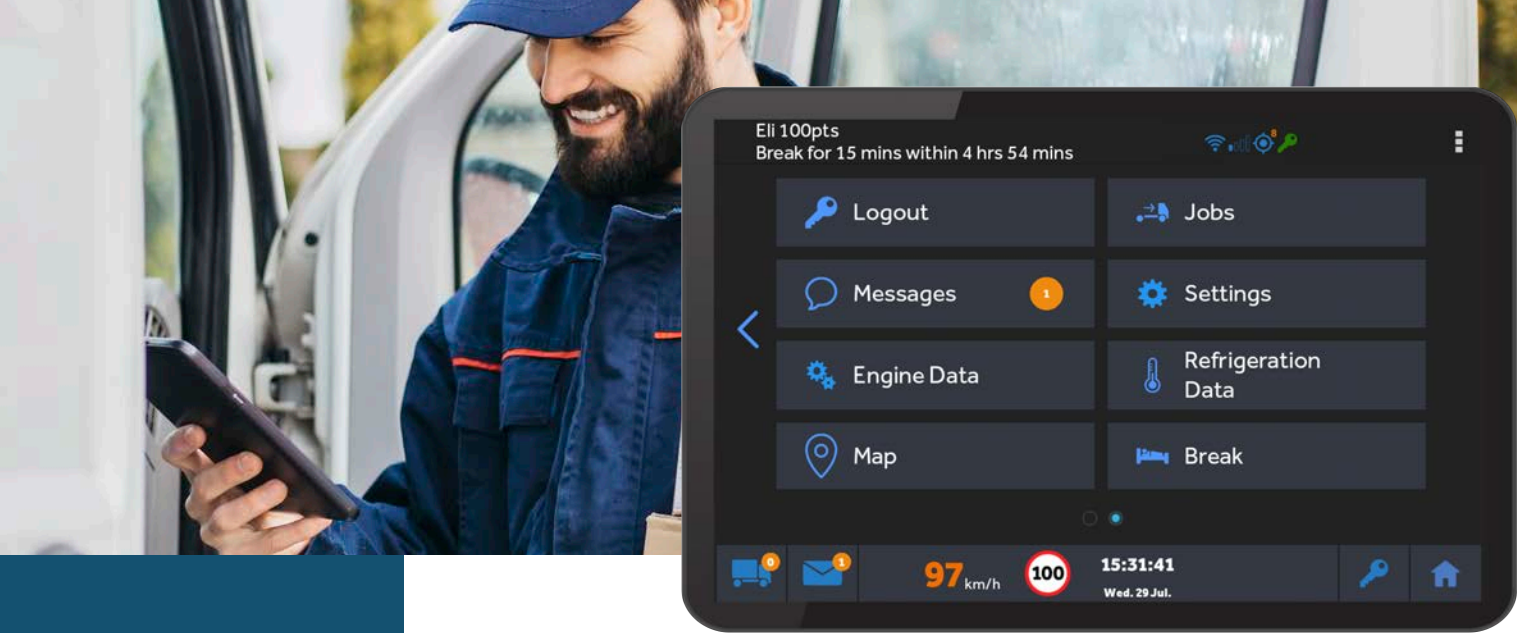 Eli 100pts
8
Break for 15 mins within 4 hrs 54 mins
Logout
Jobs
Messages
1
Settings
Engine Data
Refrigeration
Data
Map
Break
0
1
97 km/h
100
15:31:41
Wed. 29 Jul.